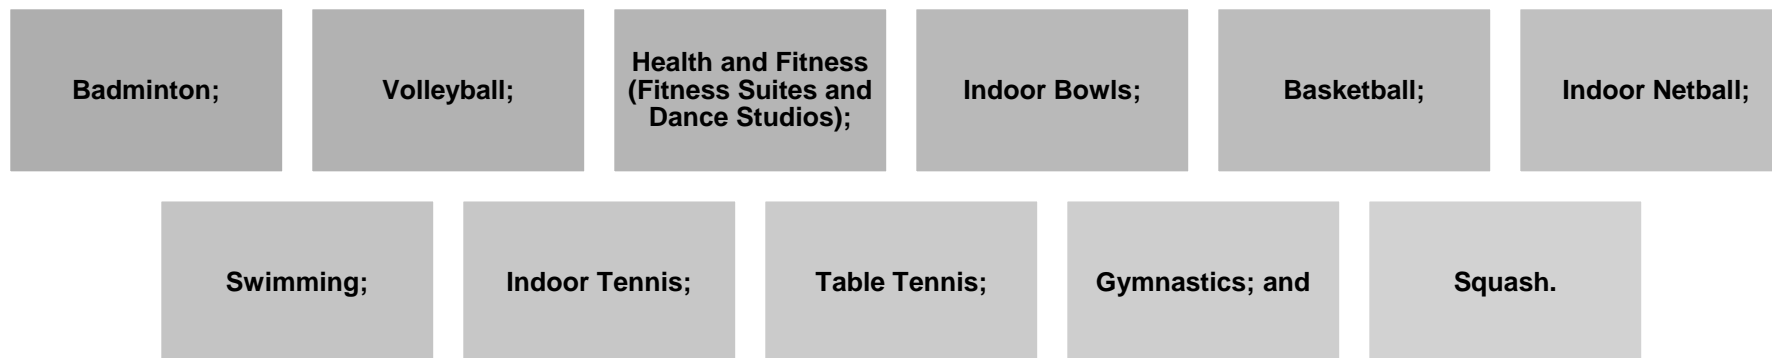 Badminton;
Volleyball;
Health and Fitness
(Fitness Suites and
Dance Studios);
Indoor Bowls;
Basketball;
Indoor Netball;
Swimming;
Indoor Tennis;
Table Tennis;
Gymnastics; and
Squash.